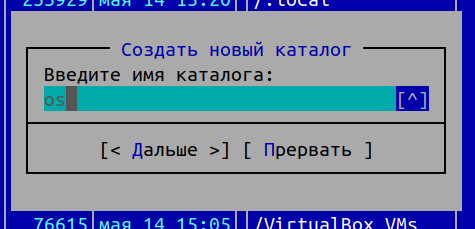 мая 14 15:20 /.local
Создать новый каталог
Введите имя каталога:
os [^]
[< Дальше >] [ Прервать ]
76615 мая 14 15:05 /VirtualBox VMs